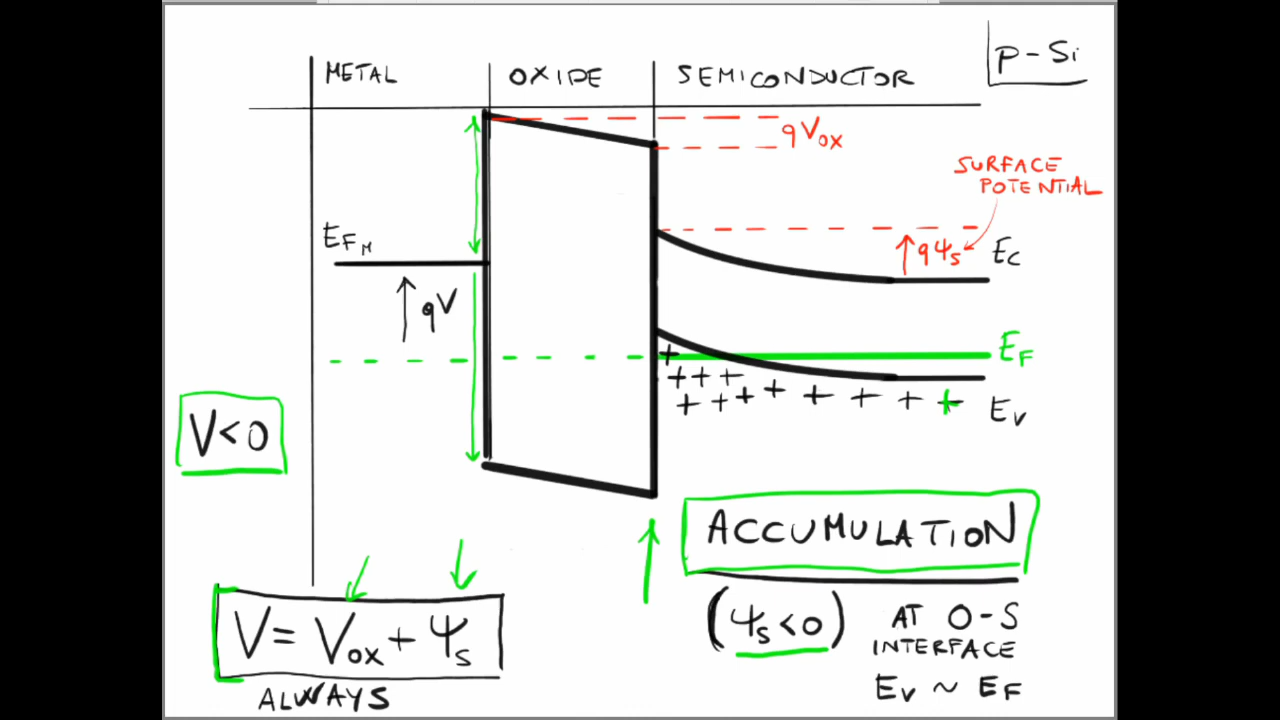 p-Si
METAL
OXIDE
SEMICONDUCTOR
qVox
SURFACE
POTENTIAL
EFM
qψs
EC
qV
EF
+
+ + +
+ + + + + + + +
EV
V<0
ACCUMULATION
V = Vox + ψs
ALWAYS
(ψs<0)
AT O-S
INTERFACE
EV ~ EF